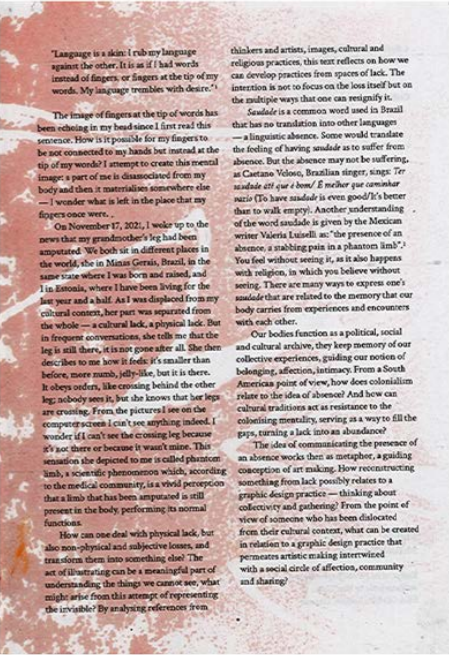 "Language is a skin: I rub my language
against the other. It is as if I had words
instead of fingers, or fingers at the tip of my
words. My language trembles with desire."¹
The image of fingers at the tip of words has
been echoing in my head since I first read this
sentence. How is it possible for my fingers to
be not connected to my hands but instead at the
tip of my words? I attempt to create this mental
image: a part of me is disassociated from my
body and then it materialises somewhere else
— I wonder what is left in the place that my
fingers once were.
On November 17, 2021, I woke up to the
news that my grandmother's leg had been
amputated. We both sit in different places in
the world, she in Minas Gerais, Brazil, in the
same state where I was born and raised, and
I in Estonia, where I have been living for the
last year and a half. As I was displaced from my
cultural context, her part was separated from
the whole — a cultural lack, a physical lack. But
in frequent conversations, she tells me that the
leg is still there, it is not gone after all. She then
describes to me how it feels: it's smaller than
before, more numb, jelly-like, but it is there.
It obeys orders, like crossing behind the other
leg; nobody sees it, but she knows that her legs
are crossing. From the pictures I see on the
computer screen I can't see anything indeed. I
wonder if I can't see the crossing leg because
it's not there or because it wasn't mine. This
sensation she depicted to me is called phantom
limb, a scientific phenomenon which, according
to the medical community, is a vivid perception
that a limb that has been amputated is still
present in the body, performing its normal
functions.
How can one deal with physical lack, but
also non-physical and subjective losses, and
transform them into something else? The
act of illustrating can be a meaningful part of
understanding the things we cannot see, what
might arise from this attempt of representing
the invisible? By analysing references from
thinkers and artists, images, cultural and
religious practices, this text reflects on how we
can develop practices from spaces of lack. The
intention is not to focus on the loss itself but on
the multiple ways that one can resignify it.
Saudade is a common word used in Brazil
that has no translation into other languages
— a linguistic absence. Some would translate
the feeling of having saudade as to suffer from
absence. But the absence may not be suffering,
as Caetano Veloso, Brazilian singer, sings: Ter
saudade até que é bom/ É melhor que caminhar
vazio (To have saudade is even good/It's better
than to walk empty). Another understanding
of the word saudade is given by the Mexican
writer Valeria Luiselli as: "the presence of an
absence, a stabbing pain in a phantom limb".²
You feel without seeing it, as it also happens
with religion, in which you believe without
seeing. There are many ways to express one's
saudade that are related to the memory that our
body carries from experiences and encounters
with each other.
Our bodies function as a political, social
and cultural archive, they keep memory of our
collective experiences, guiding our notion of
belonging, affection, intimacy. From a South
American point of view, how does colonialism
relate to the idea of absence? And how can
cultural traditions act as resistance to the
colonising mentality, serving as a way to fill the
gaps, turning a lack into an abundance?
The idea of communicating the presence of
an absence works then as metaphor, a guiding
conception of art making. How reconstructing
something from lack possibly relates to a
graphic design practice — thinking about
collectivity and gathering? From the point of
view of someone who has been dislocated
from their cultural context, what can be created
in relation to a graphic design practice that
permeates artistic making intertwined
with a social circle of affection, community
and sharing?